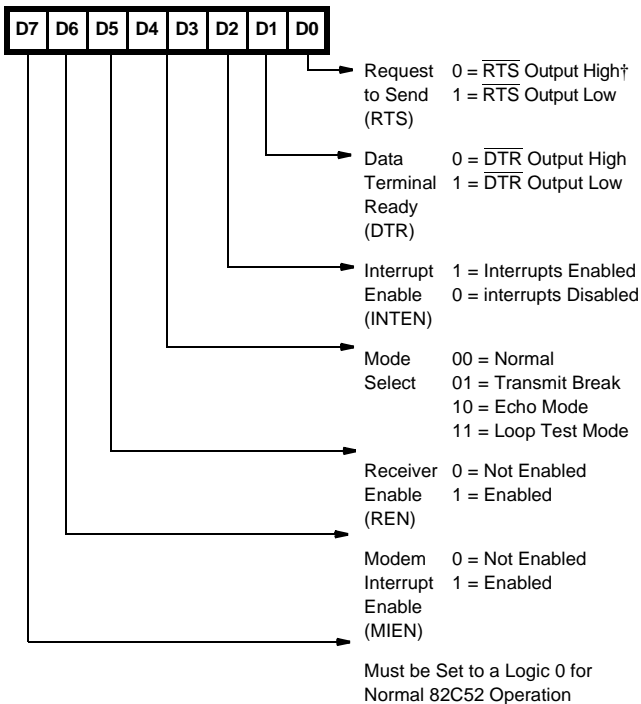 D7 D6 D5 D4 D3 D2 D1 D0
Request 0 = R̅T̅S̅ Output High†
to Send 1 = R̅T̅S̅ Output Low
(RTS)
Data 0 = D̅T̅R̅ Output High
Terminal 1 = D̅T̅R̅ Output Low
Ready
(DTR)
Interrupt 1 = Interrupts Enabled
Enable 0 = interrupts Disabled
(INTEN)
Mode 00 = Normal
Select 01 = Transmit Break
10 = Echo Mode
11 = Loop Test Mode
Receiver 0 = Not Enabled
Enable 1 = Enabled
(REN)
Modem 0 = Not Enabled
Interrupt 1 = Enabled
Enable
(MIEN)
Must be Set to a Logic 0 for
Normal 82C52 Operation